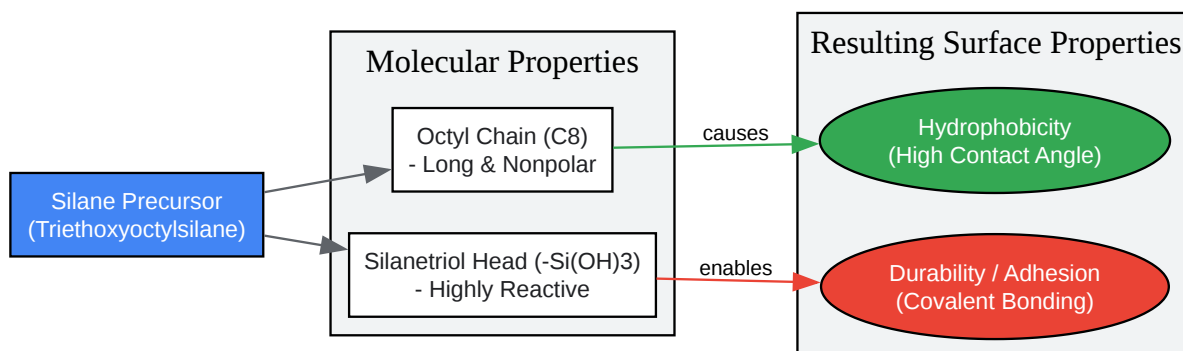 Silane Precursor
(Triethoxyoctylsilane)
Molecular Properties
Octyl Chain (C8)
- Long & Nonpolar
Silanetriol Head (-Si(OH)3)
- Highly Reactive
causes
enables
Resulting Surface Properties
Hydrophobicity
(High Contact Angle)
Durability / Adhesion
(Covalent Bonding)